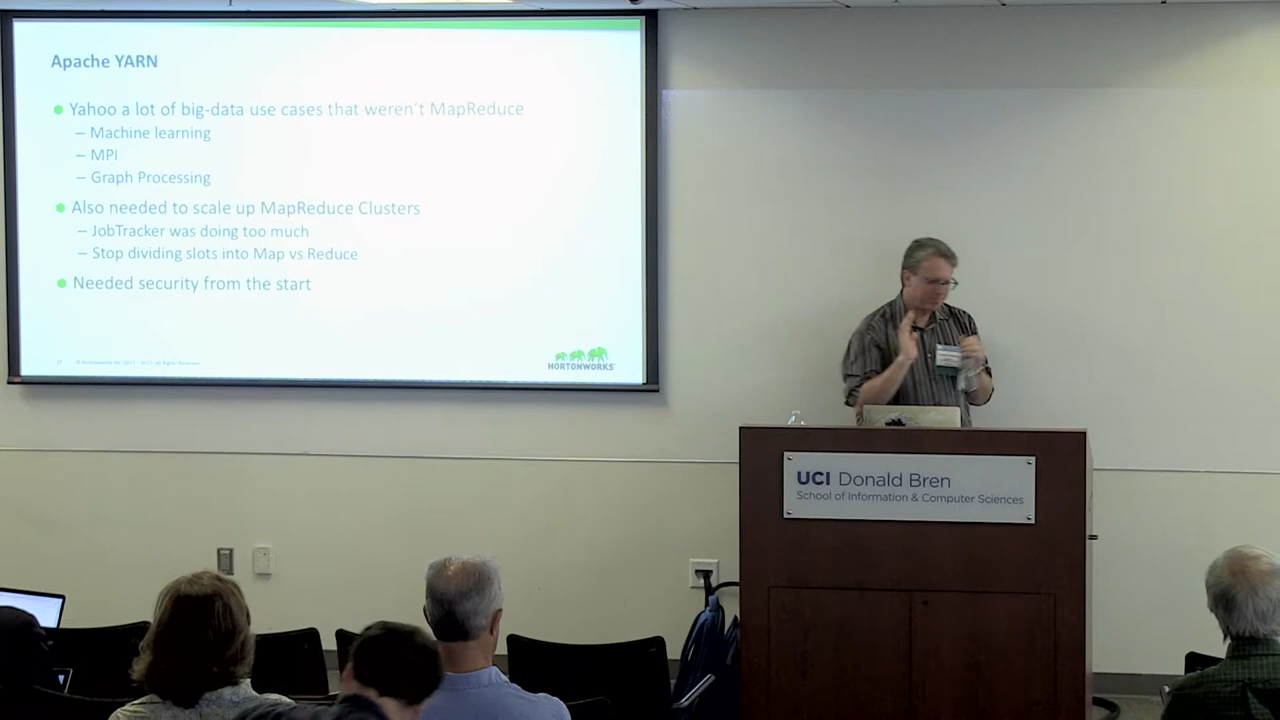 Apache YARN
Yahoo a lot of big-data use cases that weren't MapReduce
– Machine learning
– MPI
– Graph Processing
Also needed to scale up MapReduce Clusters
– JobTracker was doing too much
– Stop dividing slots into Map vs Reduce
Needed security from the start
HORTONWORKS
UCI Donald Bren
School of Information & Computer Sciences